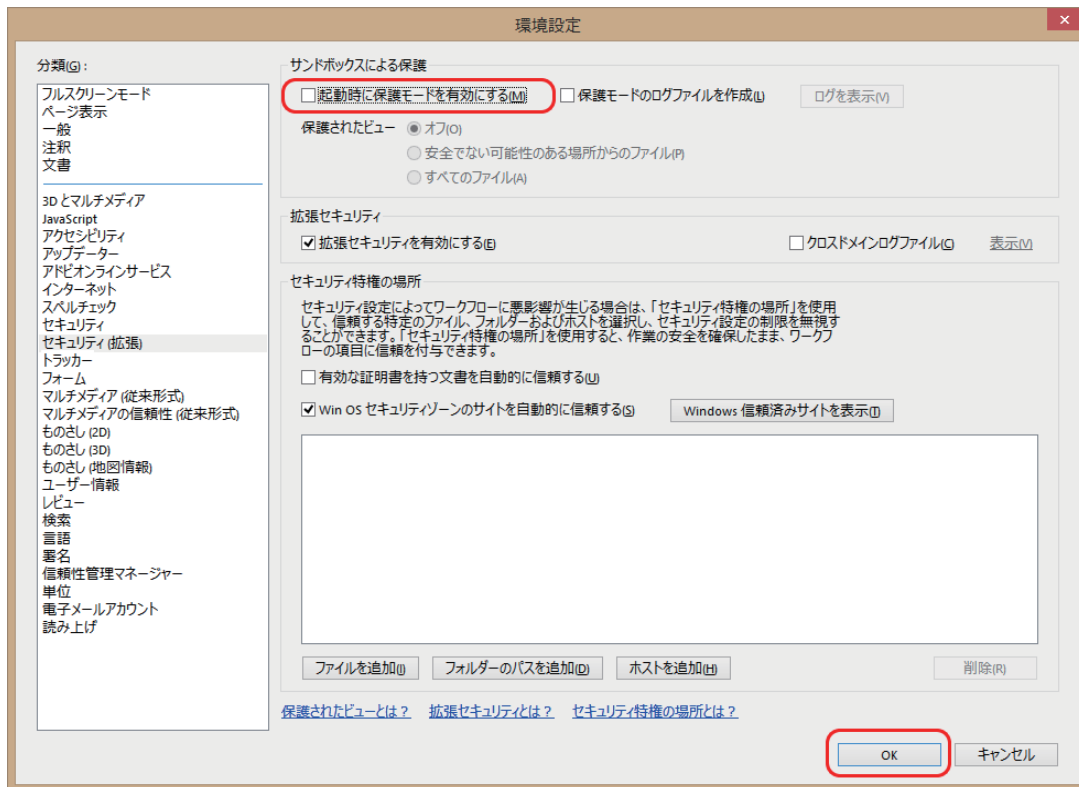 環境設定
分類(G):
フルスクリーンモード
ページ表示
一般
注釈
文書
3D とマルチメディア
JavaScript
アクセシビリティ
アップデーター
アドビオンラインサービス
インターネット
スペルチェック
セキュリティ
セキュリティ (拡張)
トラッカー
フォーム
マルチメディア (従来形式)
マルチメディアの信頼性 (従来形式)
ものさし (2D)
ものさし (3D)
ものさし (地図情報)
ユーザー情報
レビュー
検索
言語
署名
信頼性管理マネージャー
単位
電子メールアカウント
読み上げ
サンドボックスによる保護
起動時に保護モードを有効にする(M) 保護モードのログファイルを作成(L) ログを表示(V)
保護されたビュー オフ(O)
安全でない可能性のある場所からのファイル(P)
すべてのファイル(A)
拡張セキュリティ
拡張セキュリティを有効にする(E) クロスドメインログファイル(C) 表示(V)
セキュリティ特権の場所
セキュリティ設定によってワークフローに悪影響が生じる場合は、「セキュリティ特権の場所」を使用
して、信頼する特定のファイル、フォルダーおよびホストを選択し、セキュリティ設定の制限を無視す
ることができます。「セキュリティ特権の場所」を使用すると、作業の安全を確保したまま、ワークフ
ローの項目に信頼を付与できます。
有効な証明書を持つ文書を自動的に信頼する(U)
Win OS セキュリティゾーンのサイトを自動的に信頼する(S) Windows 信頼済みサイトを表示(T)
ファイルを追加(I) フォルダーのパスを追加(D) ホストを追加(H) 削除(R)
保護されたビューとは? 拡張セキュリティとは? セキュリティ特権の場所とは?
OK キャンセル